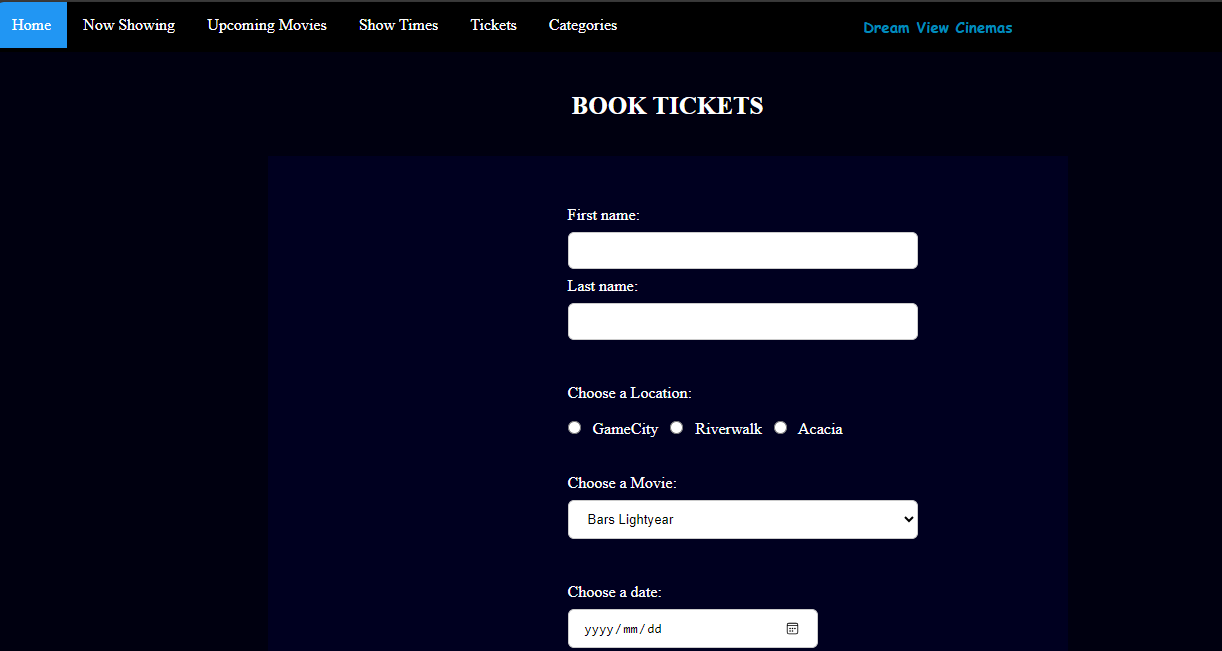 Home Now Showing Upcoming Movies Show Times Tickets Categories Dream View Cinemas
BOOK TICKETS
First name:
Last name:
Choose a Location:
GameCity Riverwalk Acacia
Choose a Movie:
Bars Lightyear
Choose a date:
yyyy/mm/dd